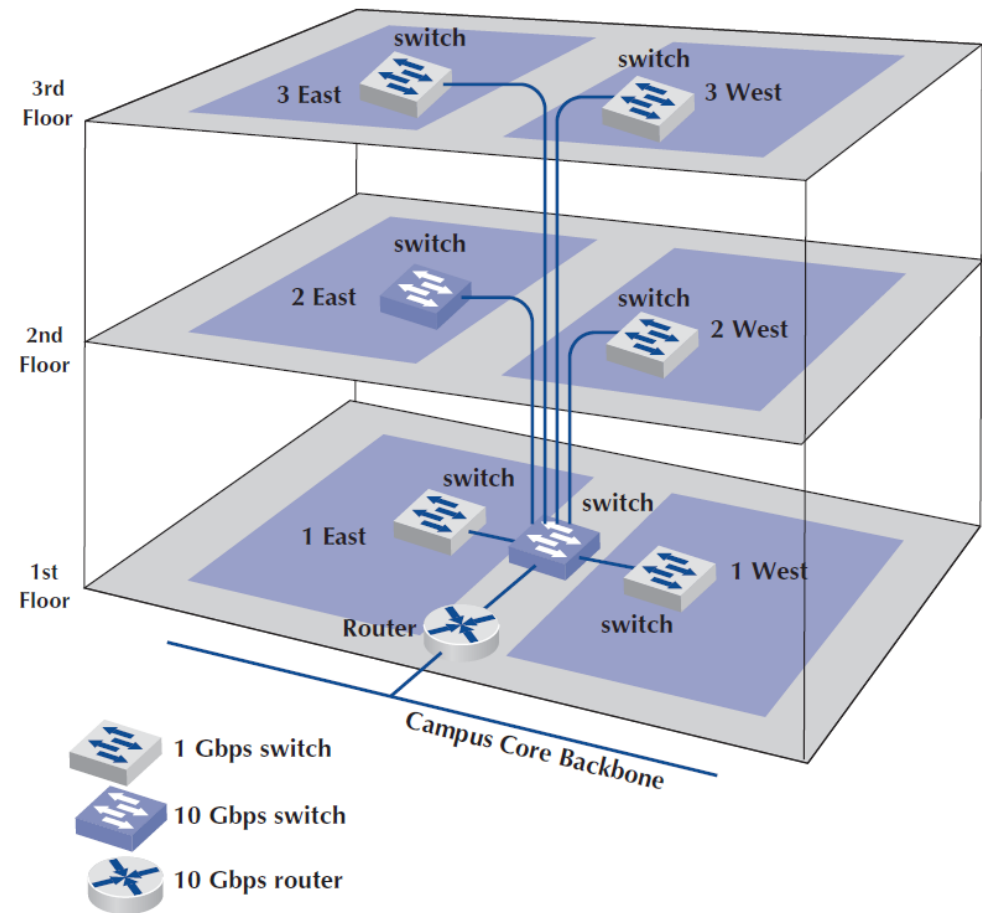 switch
switch
3rd
Floor
3 East
3 West
switch
switch
2 East
2 West
2nd
Floor
switch
switch
1 East
1 West
1st
Floor
Router
switch
Campus Core Backbone
1 Gbps switch
10 Gbps switch
10 Gbps router